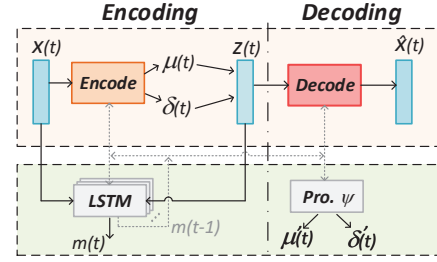 Encoding Decoding
x(t) z(t) x̂(t)
Encode μ(t) δ(t) Decode
LSTM m(t-1) Pro. ψ
m(t) μ'(t) δ'(t)